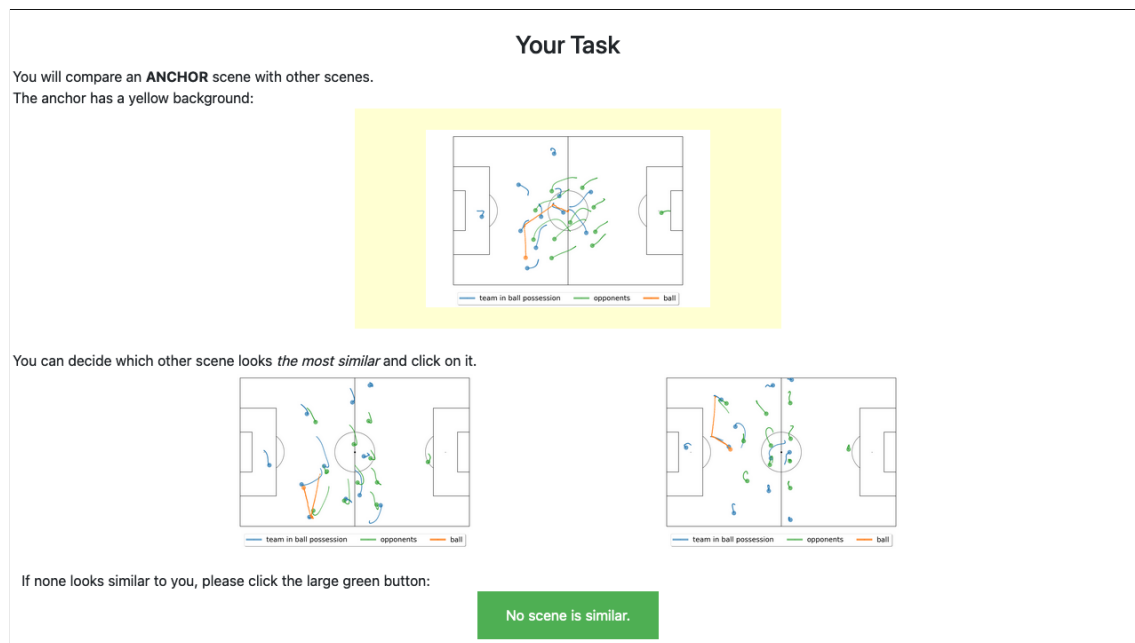 Your Task
You will compare an ANCHOR scene with other scenes.
The anchor has a yellow background:
team in ball possession opponents ball
You can decide which other scene looks the most similar and click on it.
team in ball possession opponents ball
team in ball possession opponents ball
If none looks similar to you, please click the large green button:
No scene is similar.